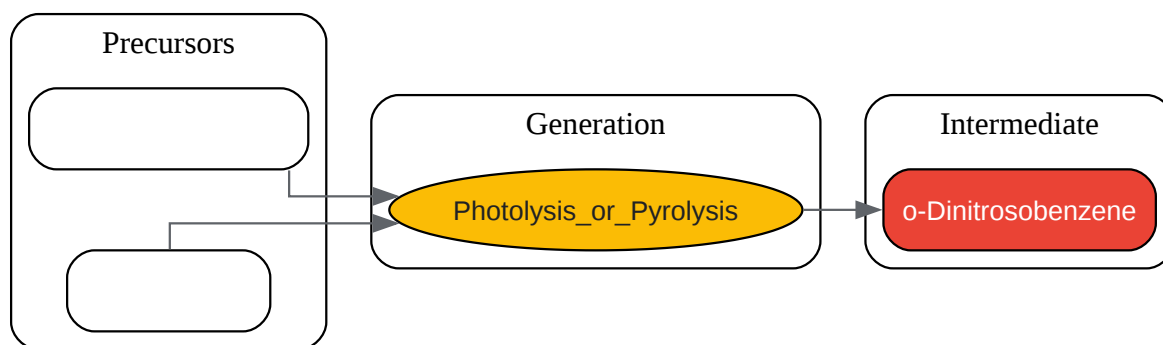 Precursors
Generation
Intermediate
Photolysis_or_Pyrolysis
o-Dinitrosobenzene